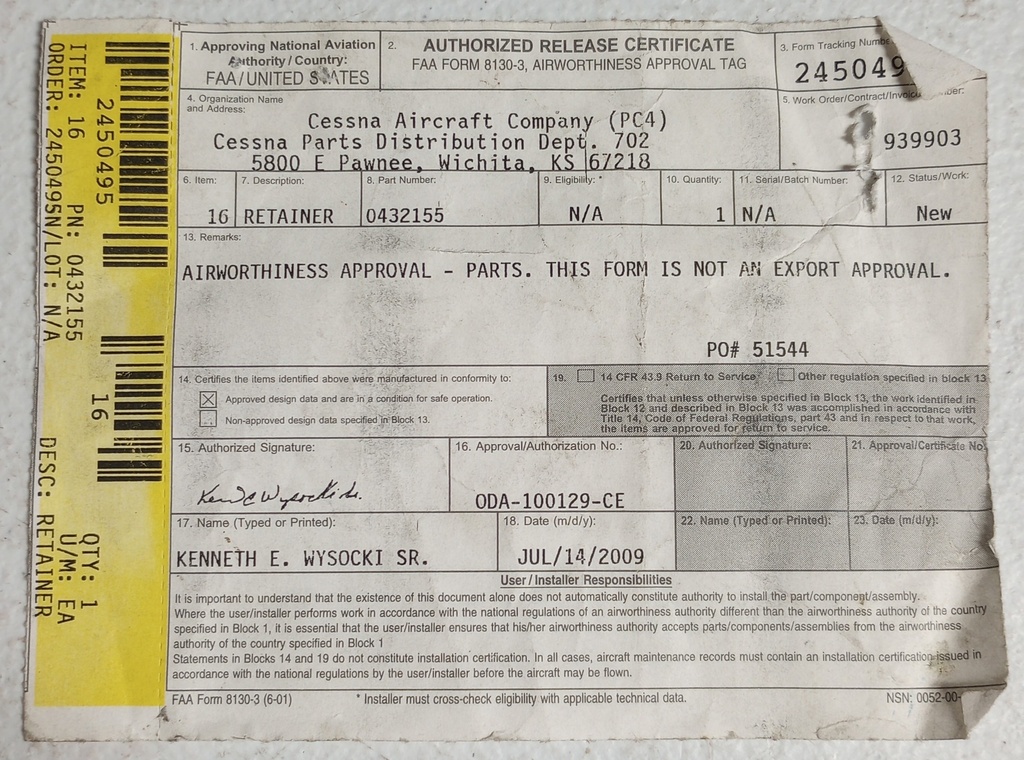 ITEM: 16 PN: 0432155
ORDER: 2450495N/LOT: N/A
2450495
16
QTY: 1
U/M: EA
DESC: RETAINER
1. Approving National Aviation
Authority / Country:
FAA/UNITED STATES
2. AUTHORIZED RELEASE CERTIFICATE
FAA FORM 8130-3, AIRWORTHINESS APPROVAL TAG
3. Form Tracking
245049
4. Organization Name
and Address:
Cessna Aircraft Company (PC4)
Cessna Parts Distribution Dept. 702
5800 E Pawnee, Wichita, KS 67218
5. Work Order/Contract/
939903
6. Item:
16
7. Description:
RETAINER
8. Part Number:
0432155
9. Eligibility: *
N/A
10. Quantity:
1
11. Serial/Batch Number:
N/A
12. Status/Work:
New
13. Remarks:
AIRWORTHINESS APPROVAL - PARTS. THIS FORM IS NOT AN EXPORT APPROVAL.
PO# 51544
14. Certifies the items identified above were manufactured in conformity to:
Approved design data and are in a condition for safe operation.
Non-approved design data specified in Block 13.
19. 14 CFR 43.9 Return to Service Other regulation specified in block 13
Certifies that unless otherwise specified in Block 13, the work identified in
Block 12 and described in Block 13 was accomplished in accordance with
Title 14, Code of Federal Regulations, part 43 and in respect to that work,
the items are approved for return to service.
15. Authorized Signature:
16. Approval/Authorization No.:
ODA-100129-CE
20. Authorized Signature:
21. Approval/Certificate No
17. Name (Typed or Printed):
KENNETH E. WYSOCKI SR.
18. Date (m/d/y):
JUL/14/2009
22. Name (Typed or Printed):
23. Date (m/d/y):
User / Installer Responsibilities
It is important to understand that the existence of this document alone does not automatically constitute authority to install the part/component/assembly.
Where the user/installer performs work in accordance with the national regulations of an airworthiness authority different than the airworthiness authority of the country
specified in Block 1, it is essential that the user/installer ensures that his/her airworthiness authority accepts parts/components/assemblies from the airworthiness
authority of the country specified in Block 1
Statements in Blocks 14 and 19 do not constitute installation certification. In all cases, aircraft maintenance records must contain an installation certification issued in
accordance with the national regulations by the user/installer before the aircraft may be flown.
FAA Form 8130-3 (6-01)
* Installer must cross-check eligibility with applicable technical data.
NSN: 0052-00-